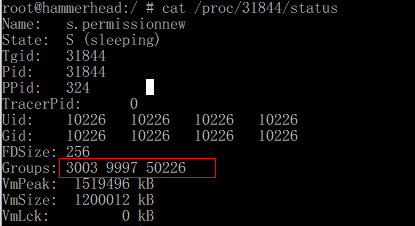 root@hammerhead:/ # cat /proc/31844/status
Name: s.permissionnew
State: S (sleeping)
Tgid: 31844
Pid: 31844
PPid: 324
TracerPid: 0
Uid: 10226 10226 10226 10226
Gid: 10226 10226 10226 10226
FDSize: 256
Groups: 3003 9997 50226
VmPeak: 1519496 kB
VmSize: 1200012 kB
VmLck: 0 kB